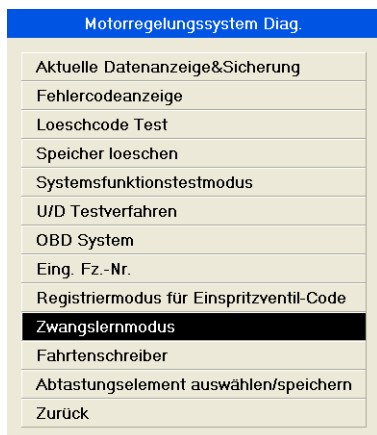 Motorregelungssystem Diag.
Aktuelle Datenanzeige&Sicherung
Fehlercodeanzeige
Loeschcode Test
Speicher loeschen
Systemsfunktionstestmodus
U/D Testverfahren
OBD System
Eing. Fz.-Nr.
Registriermodus für Einspritzventil-Code
Zwangslernmodus
Fahrtenschreiber
Abtastungselement auswählen/speichern
Zurück